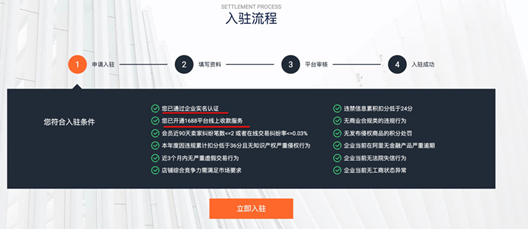 SETTLEMENT PROCESS
入驻流程
1 申请入驻 2 填写资料 3 平台审核 4 入驻成功
您符合入驻条件
您已通过企业实名认证
您已开通1688平台线上收款服务
会员近90天卖家纠纷笔数<=2 或者在线交易纠纷率<=0.03%
本年度因违规累计扣分低于36分且无知识产权严重侵权行为
近3个月内无严重虚假交易行为
店铺综合竞争力需满足市场要求
违禁信息累积扣分低于24分
无商业合规类的违规行为
无发布侵权商品的积分处罚
企业当前在阿里无金融产品严重逾期
企业当前无法院失信行为
企业当前无工商状态异常
立即入驻